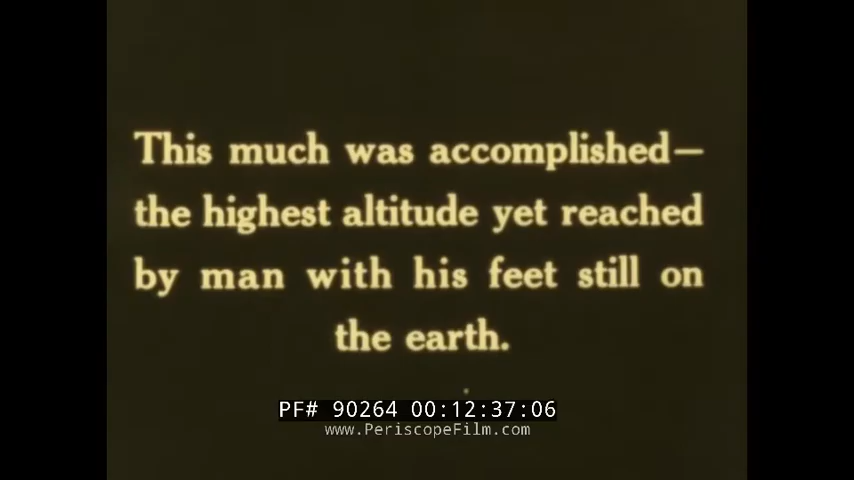 This much was accomplished—
the highest altitude yet reached
by man with his feet still on
the earth.
PF# 90264 00:12:37:06
www.PeriscopeFilm.com